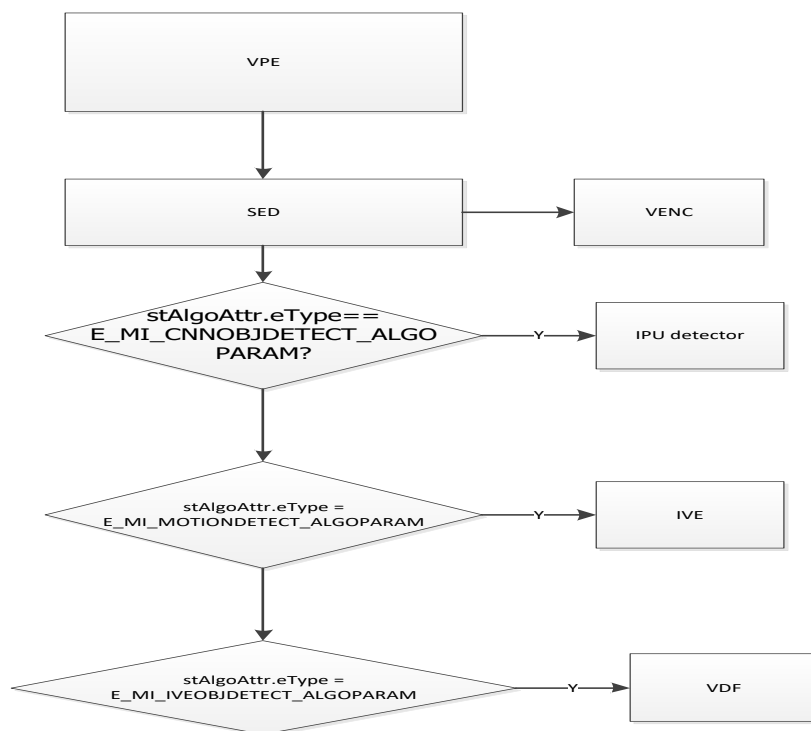 VPE
SED
VENC
stAlgoAttr.eType==
E_MI_CNNOBJDETECT_ALGO
PARAM?
Y
IPU detector
stAlgoAttr.eType =
E_MI_MOTIONDETECT_ALGOPARAM
Y
IVE
stAlgoAttr.eType =
E_MI_IVEOBJDETECT_ALGOPARAM
Y
VDF